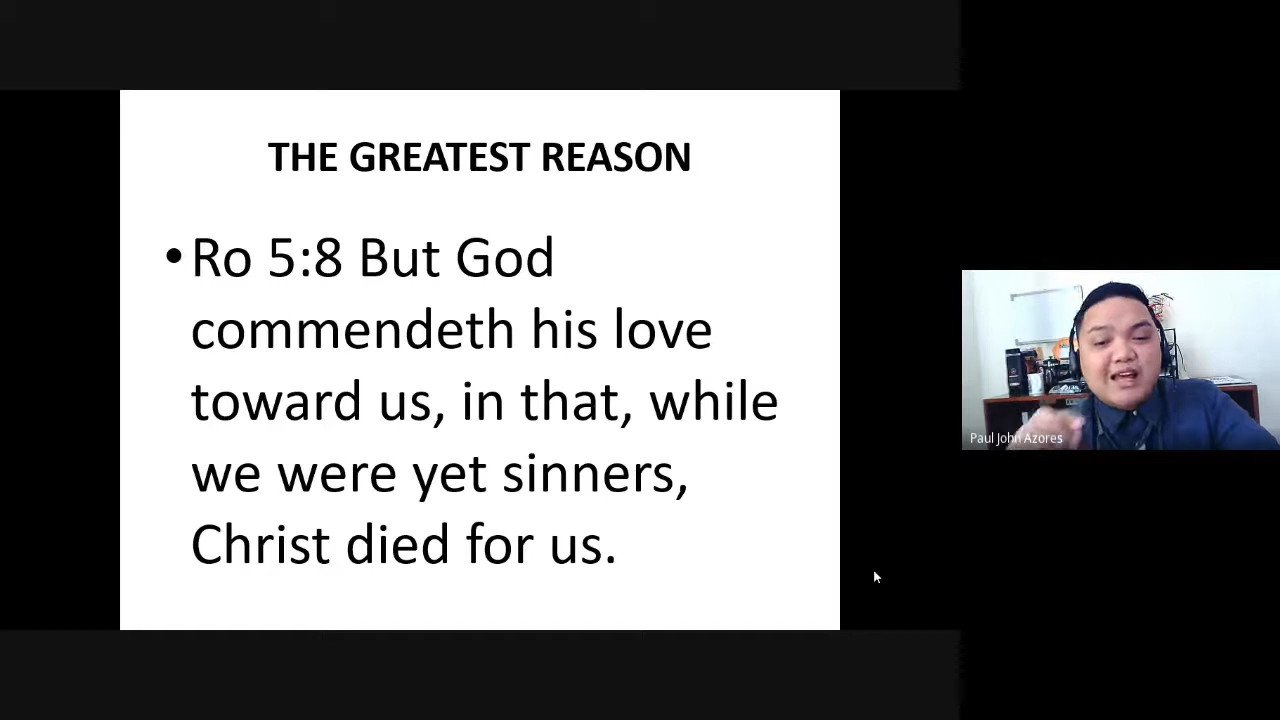 THE GREATEST REASON
•Ro 5:8 But God
commendeth his love
toward us, in that, while
we were yet sinners,
Christ died for us.
Paul John Azores